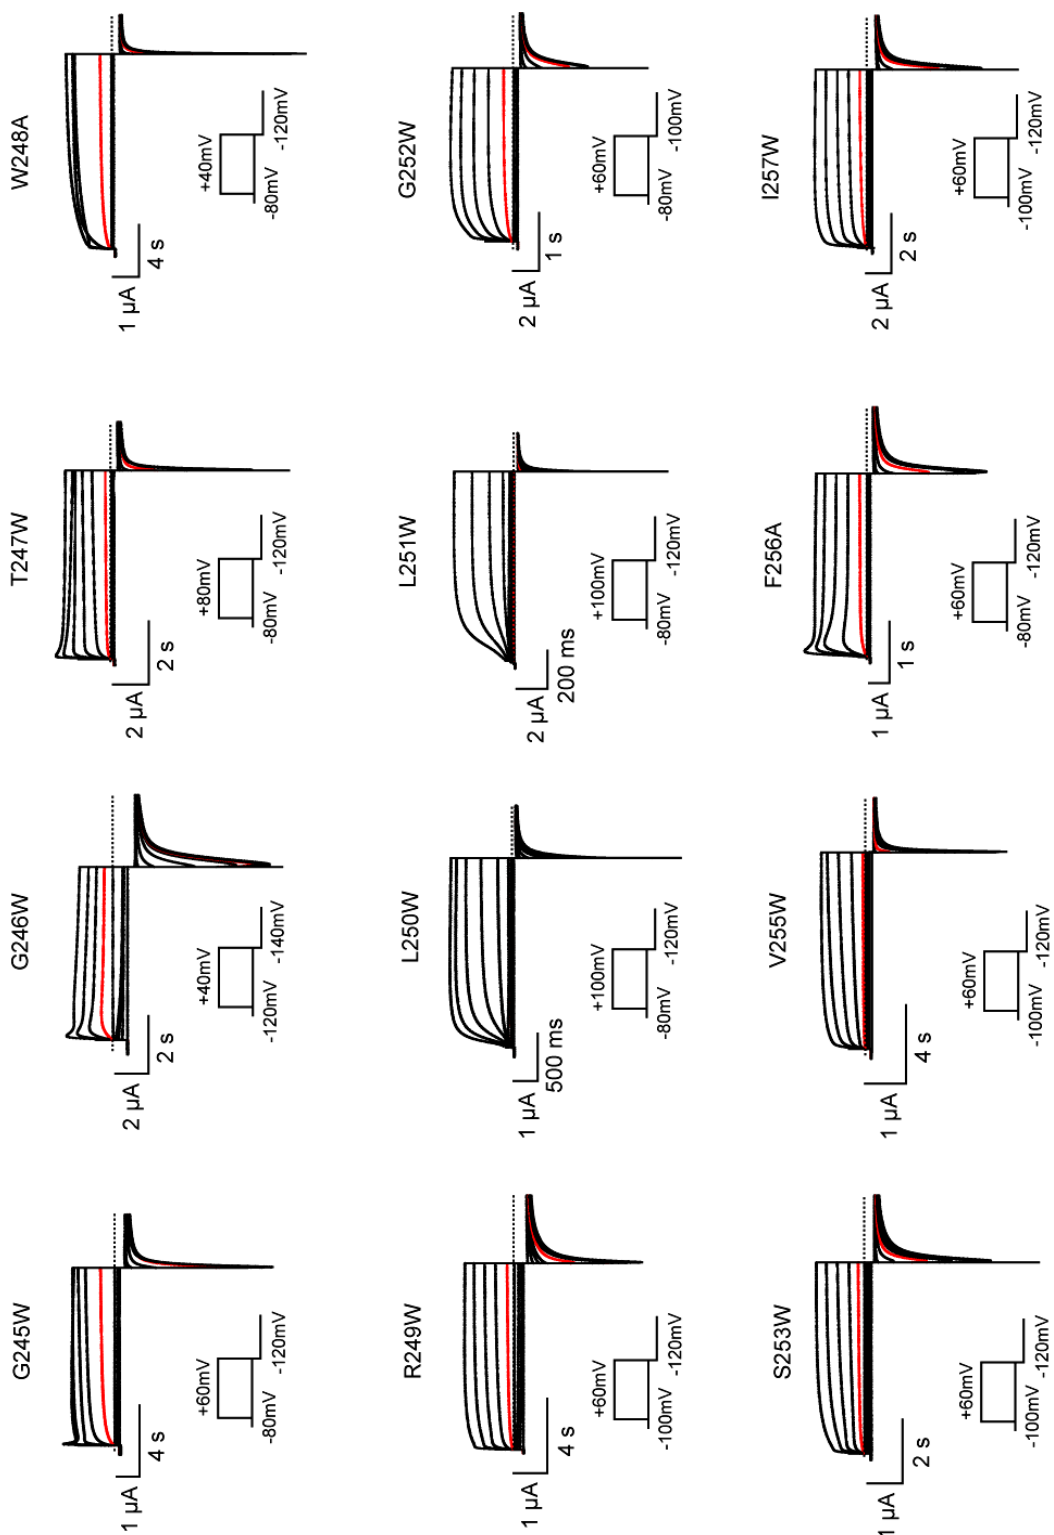 G245W
1 µA
4 s
+60mV
-80mV
-120mV
G246W
2 µA
2 s
+40mV
-120mV
-140mV
T247W
2 µA
2 s
+80mV
-80mV
-120mV
W248A
1 µA
4 s
+40mV
-80mV
-120mV
R249W
1 µA
4 s
+60mV
-100mV
-120mV
L250W
1 µA
500 ms
+100mV
-80mV
-120mV
L251W
2 µA
200 ms
+100mV
-80mV
-120mV
G252W
2 µA
1 s
+60mV
-80mV
-100mV
S253W
1 µA
2 s
+60mV
-100mV
-120mV
V255W
1 µA
4 s
+60mV
-100mV
-120mV
F256A
1 µA
1 s
+60mV
-80mV
-120mV
I257W
2 µA
2 s
+60mV
-100mV
-120mV